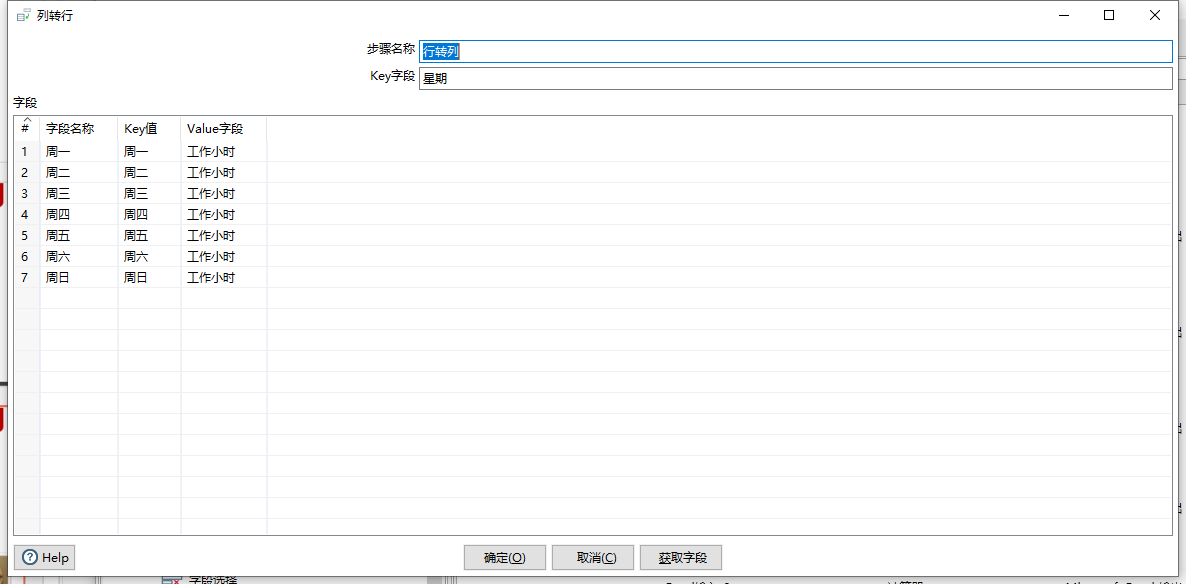 列转行
步骤名称 行转列
Key字段 星期
字段
# 字段名称 Key值 Value字段
1 周一 周一 工作小时
2 周二 周二 工作小时
3 周三 周三 工作小时
4 周四 周四 工作小时
5 周五 周五 工作小时
6 周六 周六 工作小时
7 周日 周日 工作小时
Help 确定(O) 取消(C) 获取字段
字段选择